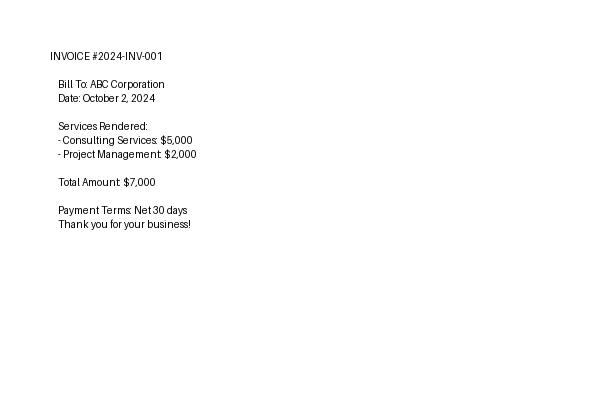 INVOICE #2024-INV-001
Bill To: ABC Corporation
Date: October 2, 2024
Services Rendered:
- Consulting Services: $5,000
- Project Management: $2,000
Total Amount: $7,000
Payment Terms: Net 30 days
Thank you for your business!